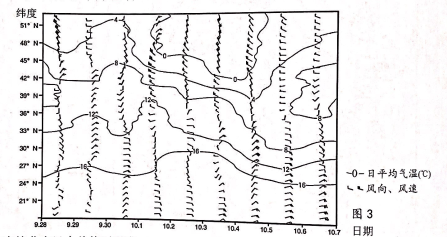 纬度
51° N
48° N
45° N
42° N
39° N
36° N
33° N
30° N
27° N
24° N
21° N
4
0
8
0
4
12
8
12
8
12
16
16
16
9.28 9.29 9.30 10.1 10.2 10.3 10.4 10.5 10.6 10.7
-0-日平均气温(℃)
风向、风速
图 3
日期